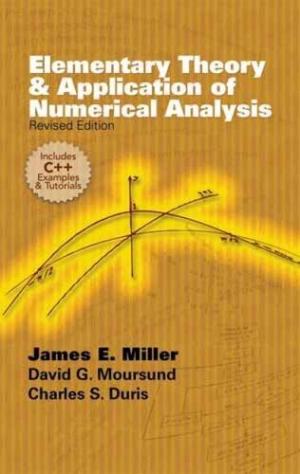 Elementary Theory
& Application of
Numerical Analysis
Revised Edition
Includes
C++
Examples
& Tutorials
James E. Miller
David G. Moursund
Charles S. Duris